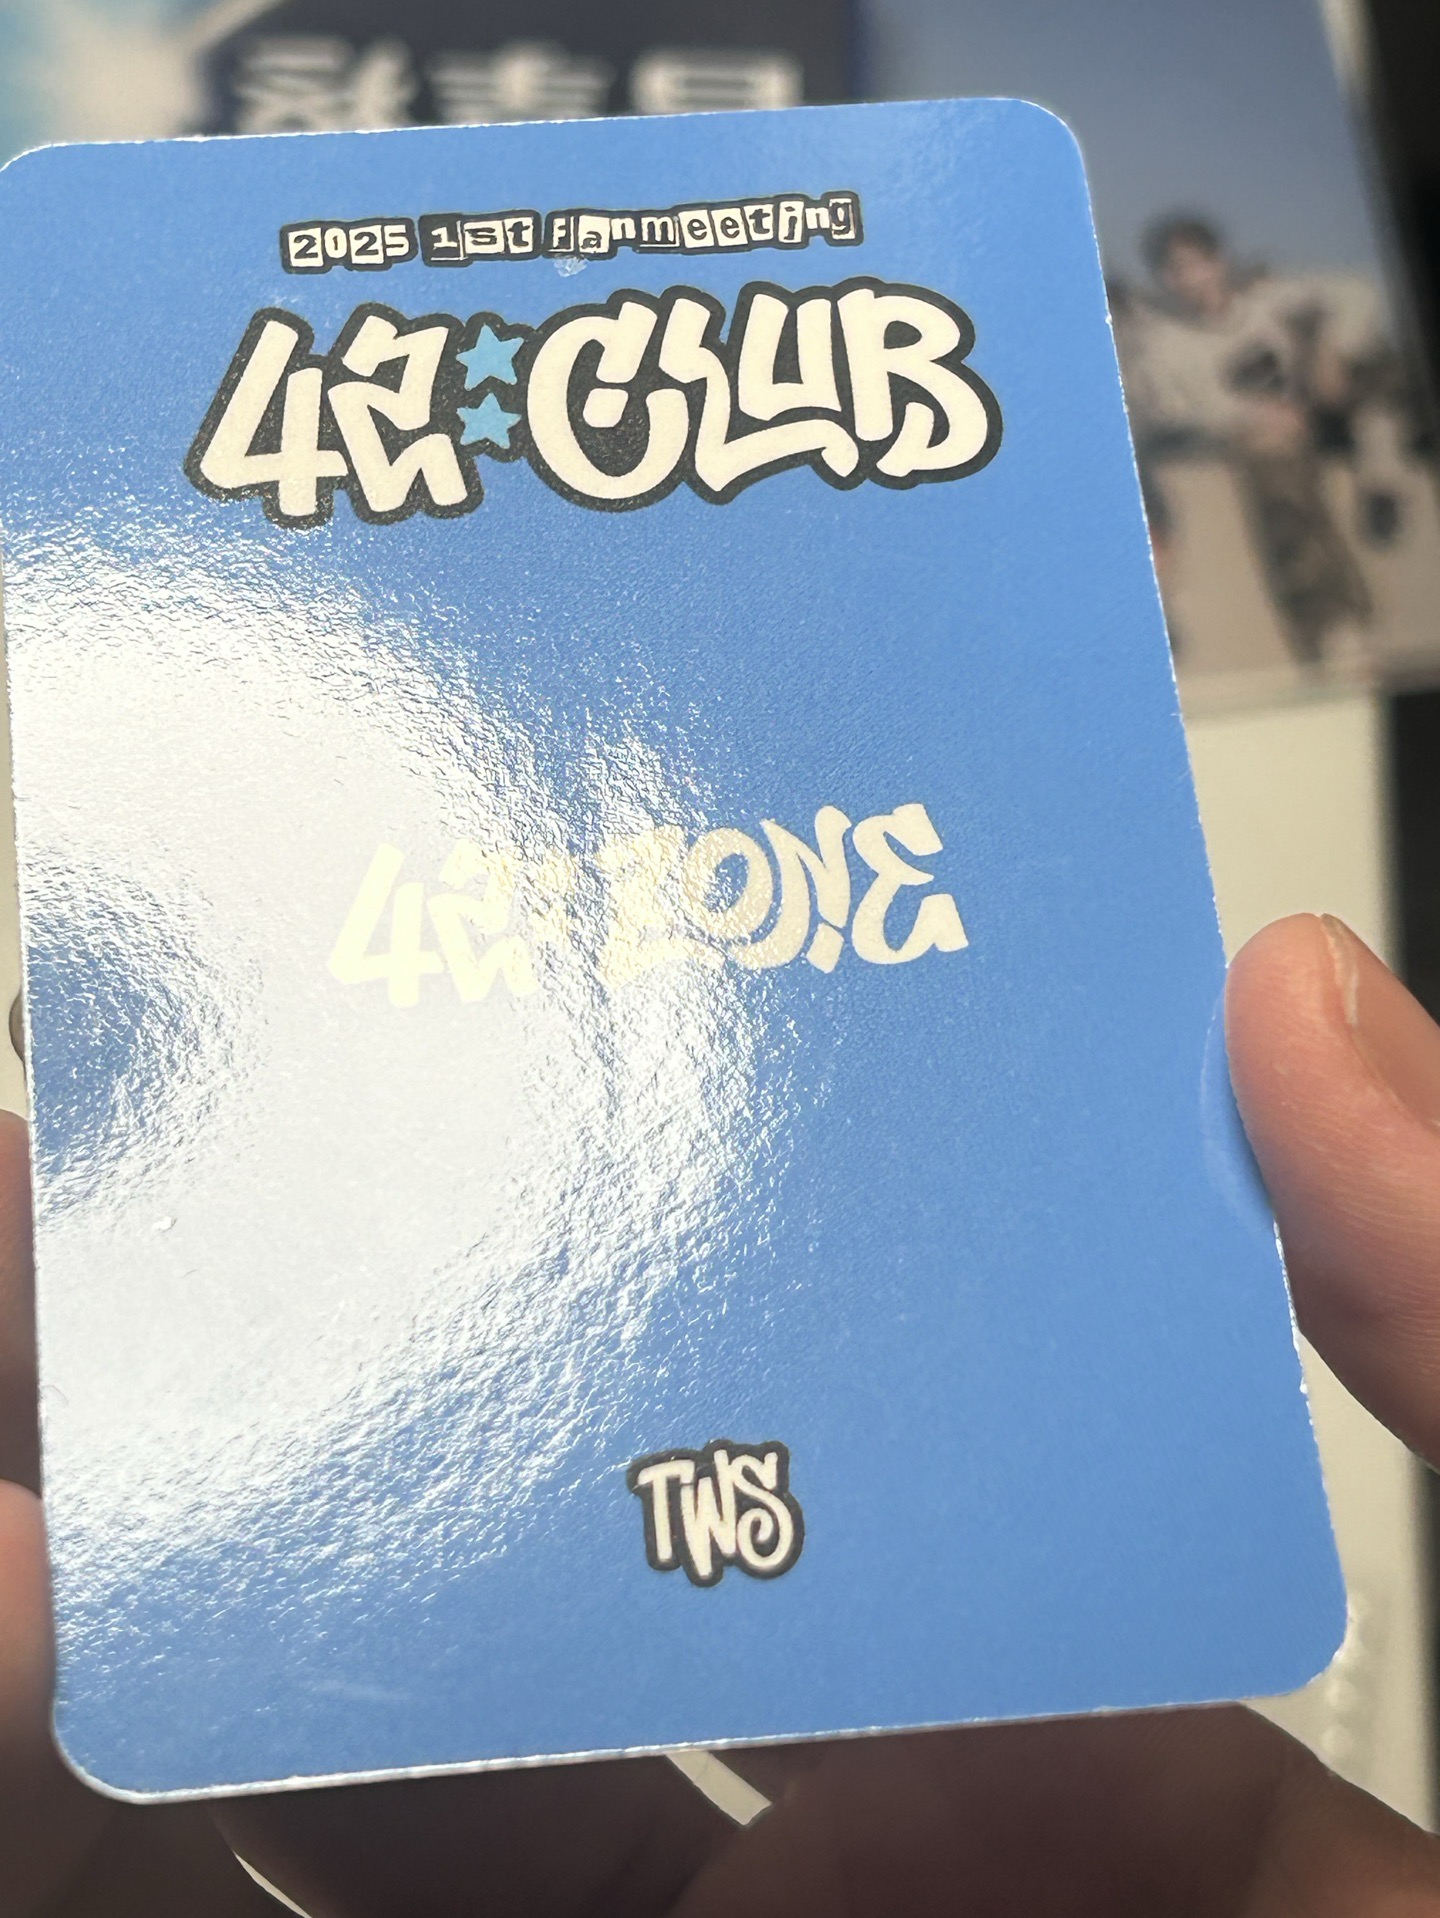 2025 1st fanmeeting
42:CLUB
42:ZONE
TWS